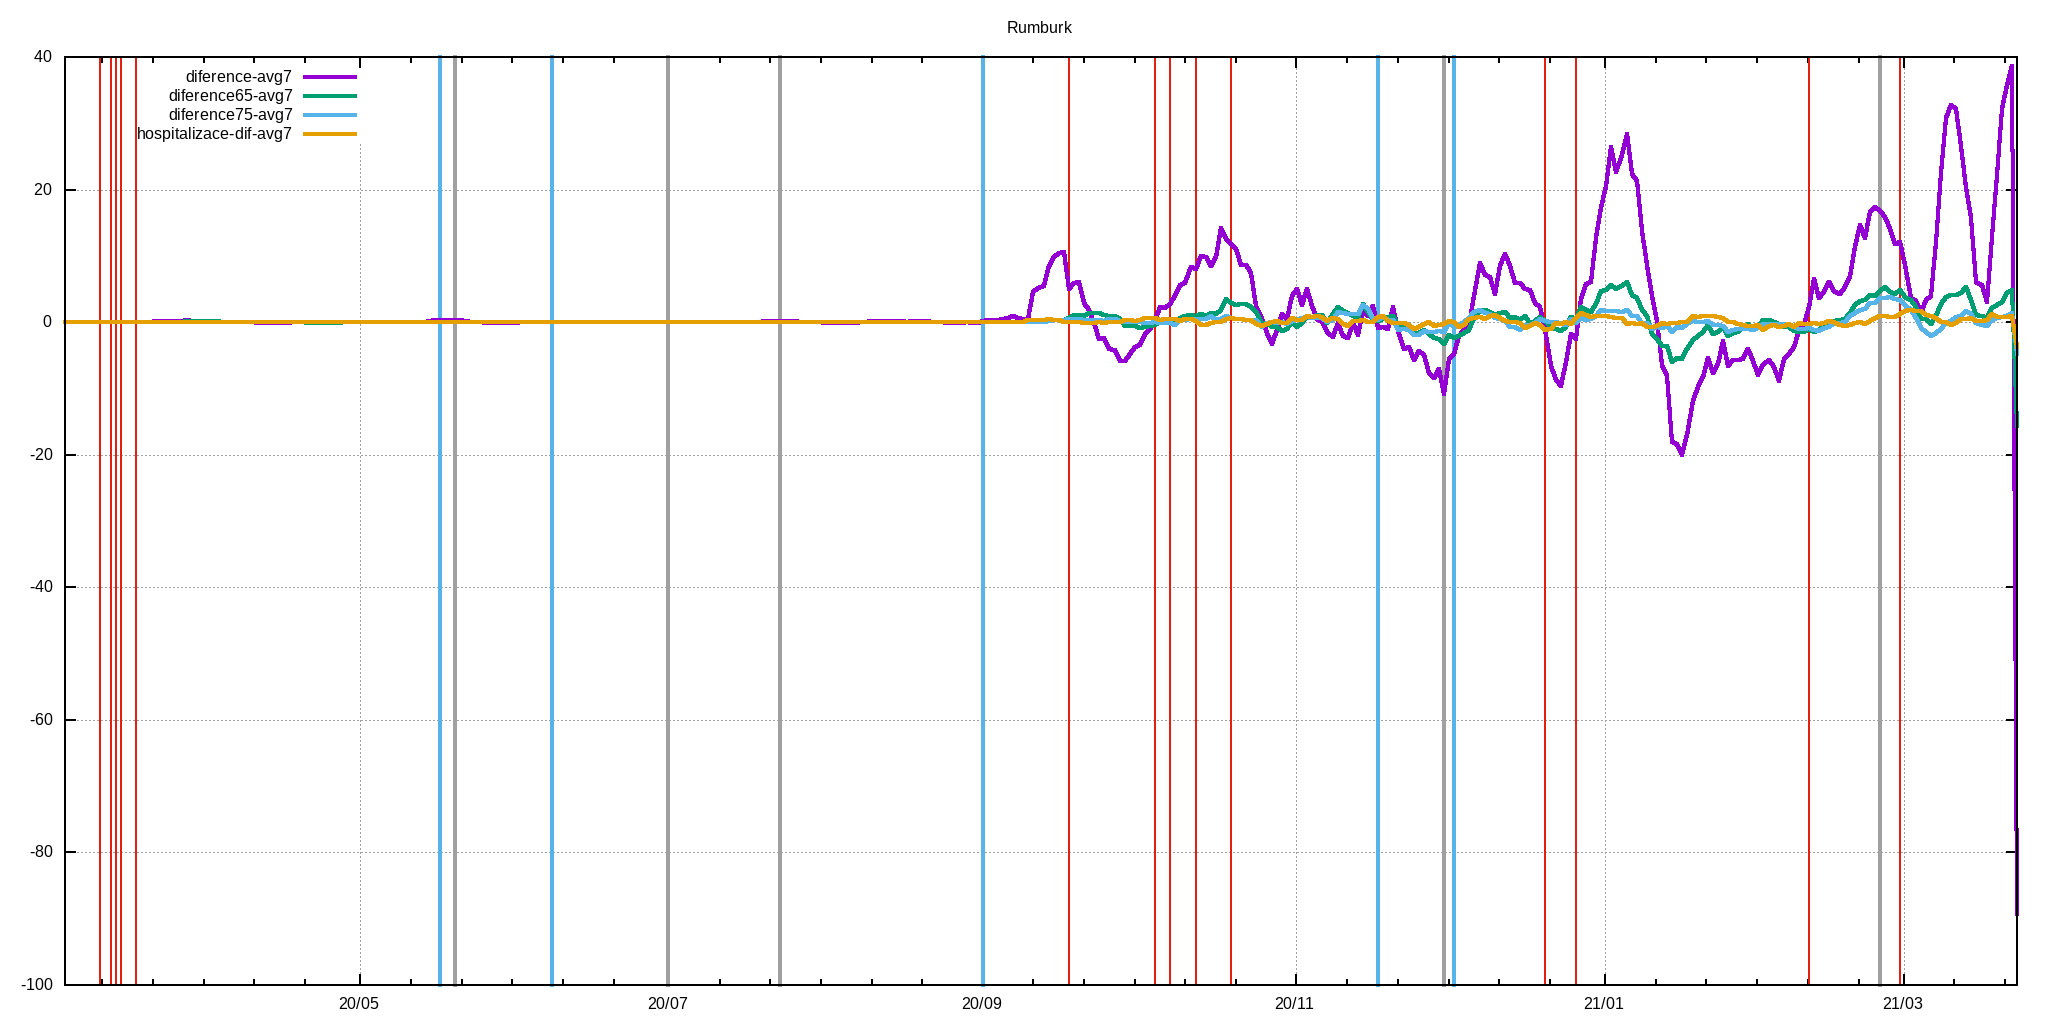 Rumburk
diference-avg7
diference65-avg7
diference75-avg7
hospitalizace-dif-avg7
40
20
0
-20
-40
-60
-80
-100
20/05 20/07 20/09 20/11 21/01 21/03